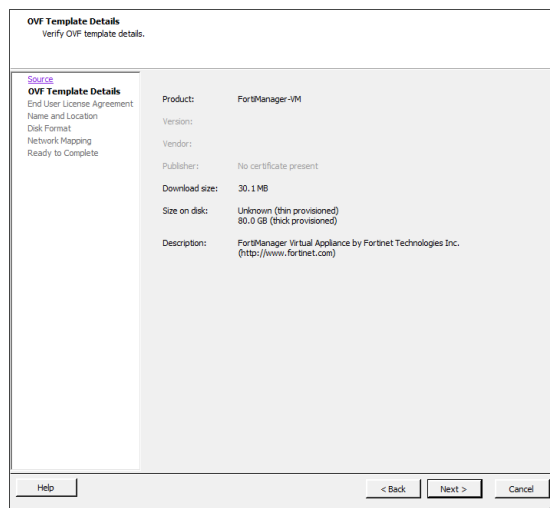 OVF Template Details
Verify OVF template details.
Source
OVF Template Details
End User License Agreement
Name and Location
Disk Format
Network Mapping
Ready to Complete
Product: FortiManager-VM
Version:
Vendor:
Publisher: No certificate present
Download size: 30.1 MB
Size on disk: Unknown (thin provisioned)
80.0 GB (thick provisioned)
Description: FortiManager Virtual Appliance by Fortinet Technologies Inc.
(http://www.fortinet.com)
Help < Back Next > Cancel